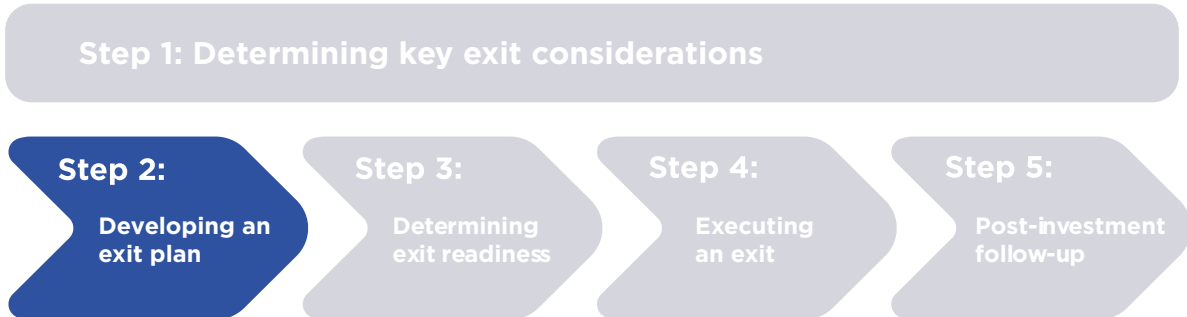 Step 1: Determining key exit considerations
Step 2:
Developing an
exit plan
Step 3:
Determining
exit readiness
Step 4:
Executing
an exit
Step 5:
Post-investment
follow-up